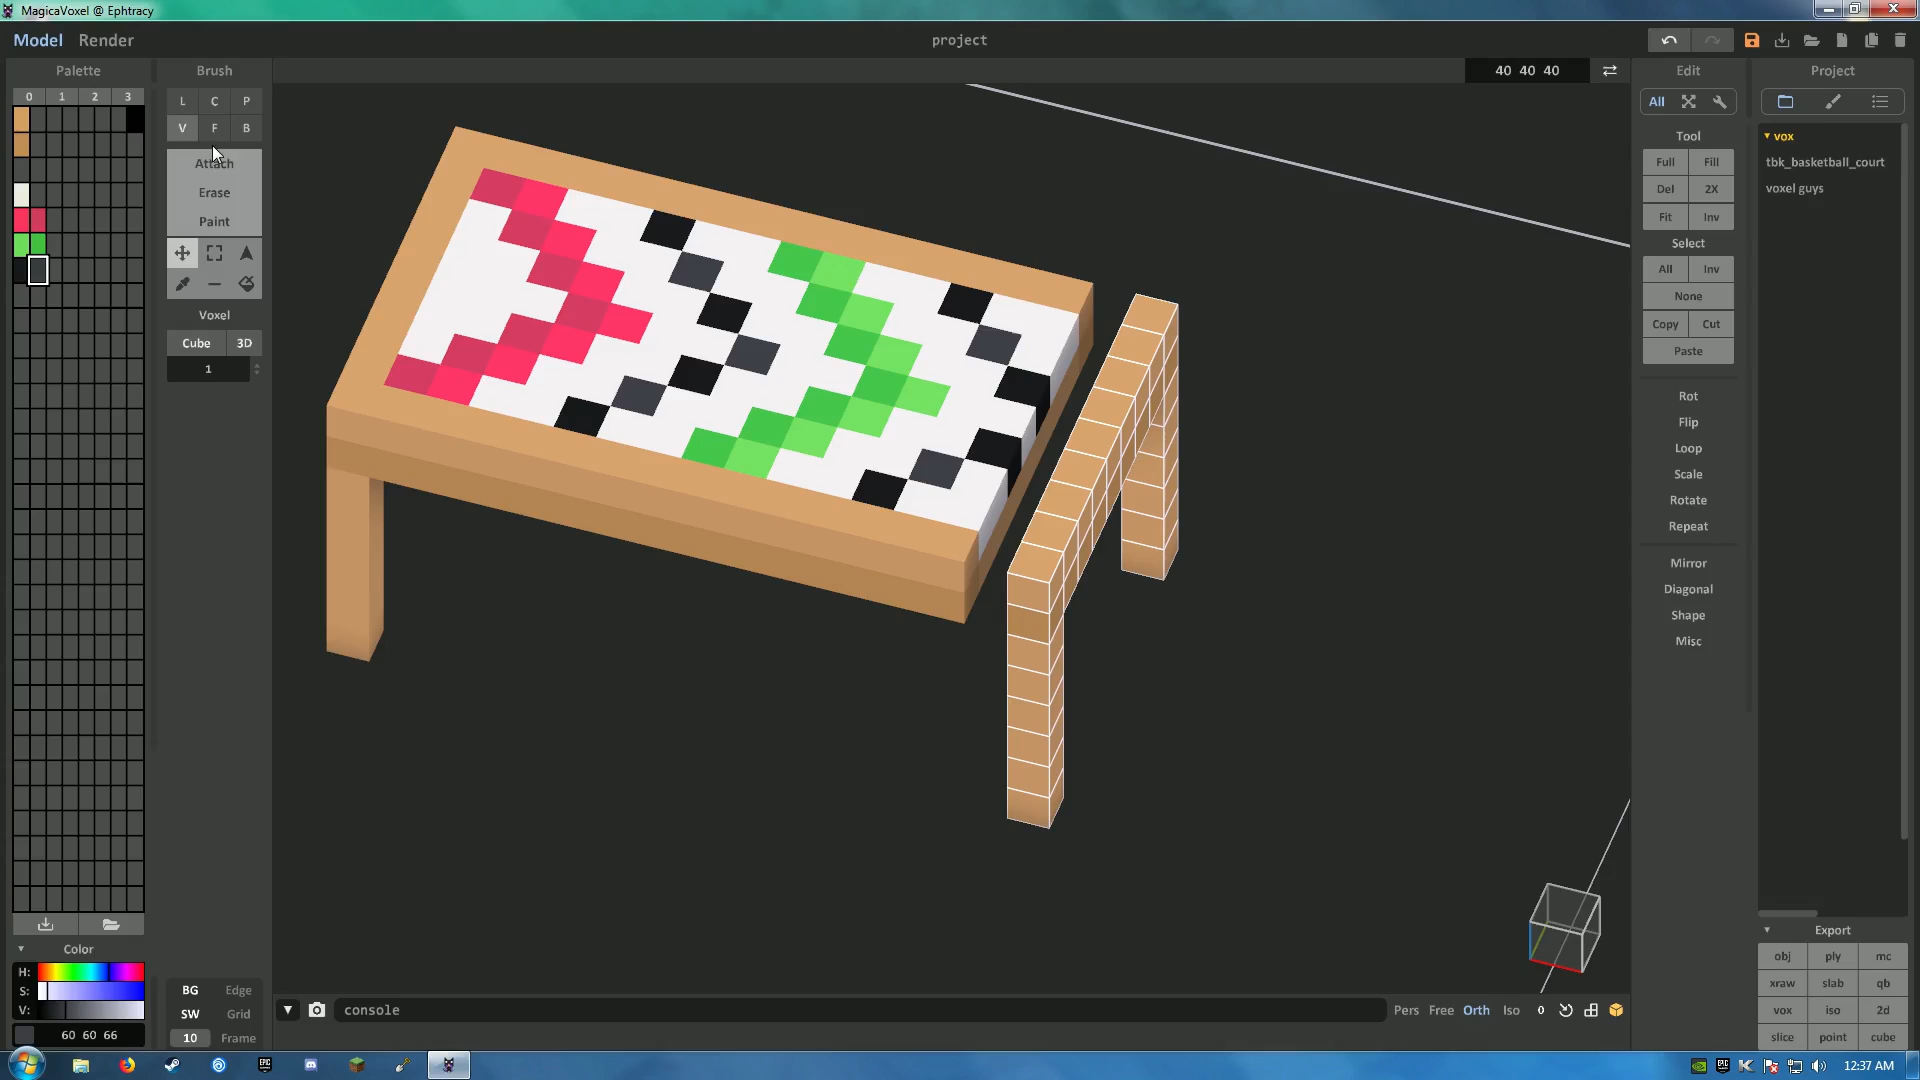 MagicaVoxel @ Ephtracy
Model Render
project
Palette
Brush
40 40 40
Edit
Project
0 1 2 3
L C P
V F B
Attach
Erase
Paint
Voxel
Cube 3D
1
All
Tool
Full Fill
Del 2X
Fit Inv
Select
All Inv
None
Copy Cut
Paste
Rot
Flip
Loop
Scale
Rotate
Repeat
Mirror
Diagonal
Shape
Misc
vox
tbk_basketball_court
voxel guys
Export
obj ply mc
xraw slab qb
vox iso 2d
slice point cube
Color
H:
S:
V:
60 60 66
BG Edge
SW Grid
10 Frame
console
Pers Free Orth Iso 0
12:37 AM